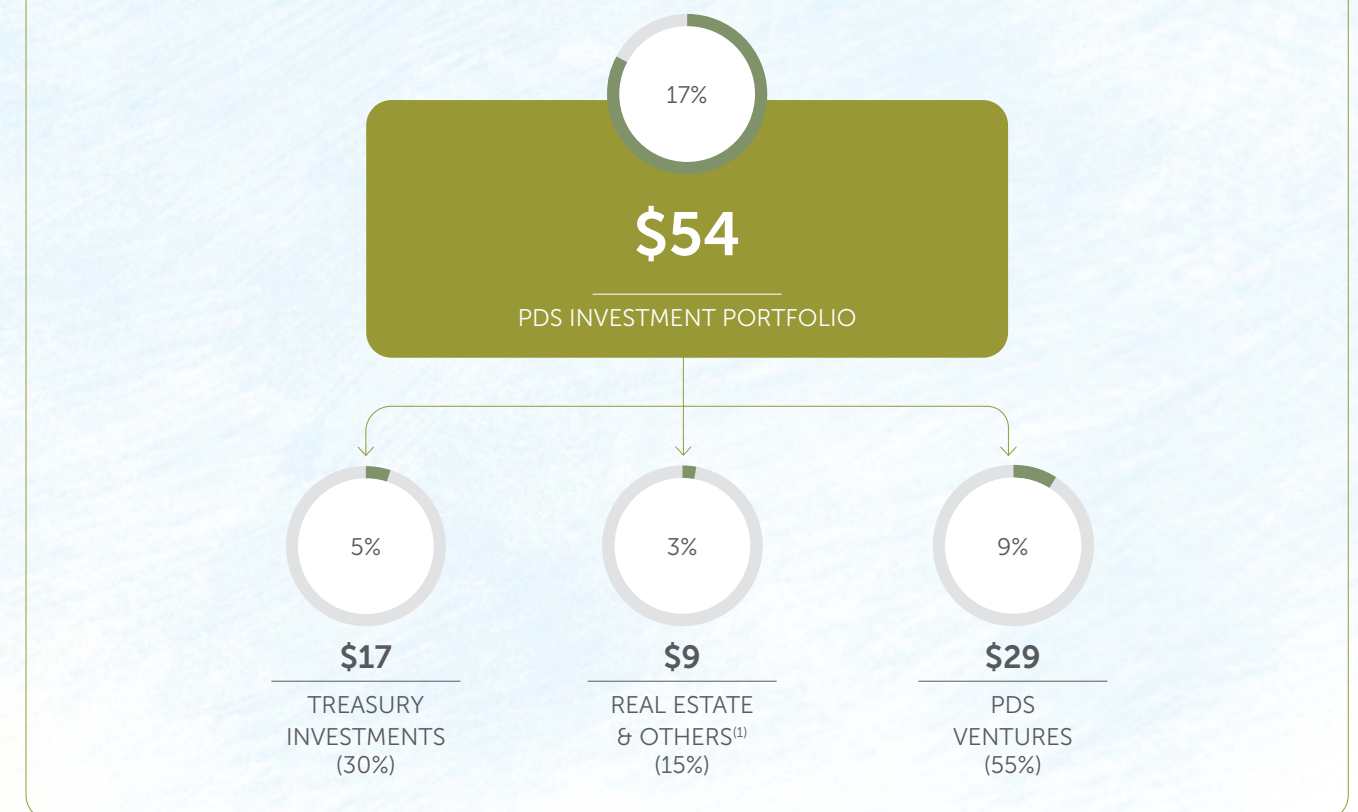 17%
$54
PDS INVESTMENT PORTFOLIO
5%
3%
9%
$17
TREASURY
INVESTMENTS
(30%)
$9
REAL ESTATE
& OTHERS(1)
(15%)
$29
PDS
VENTURES
(55%)